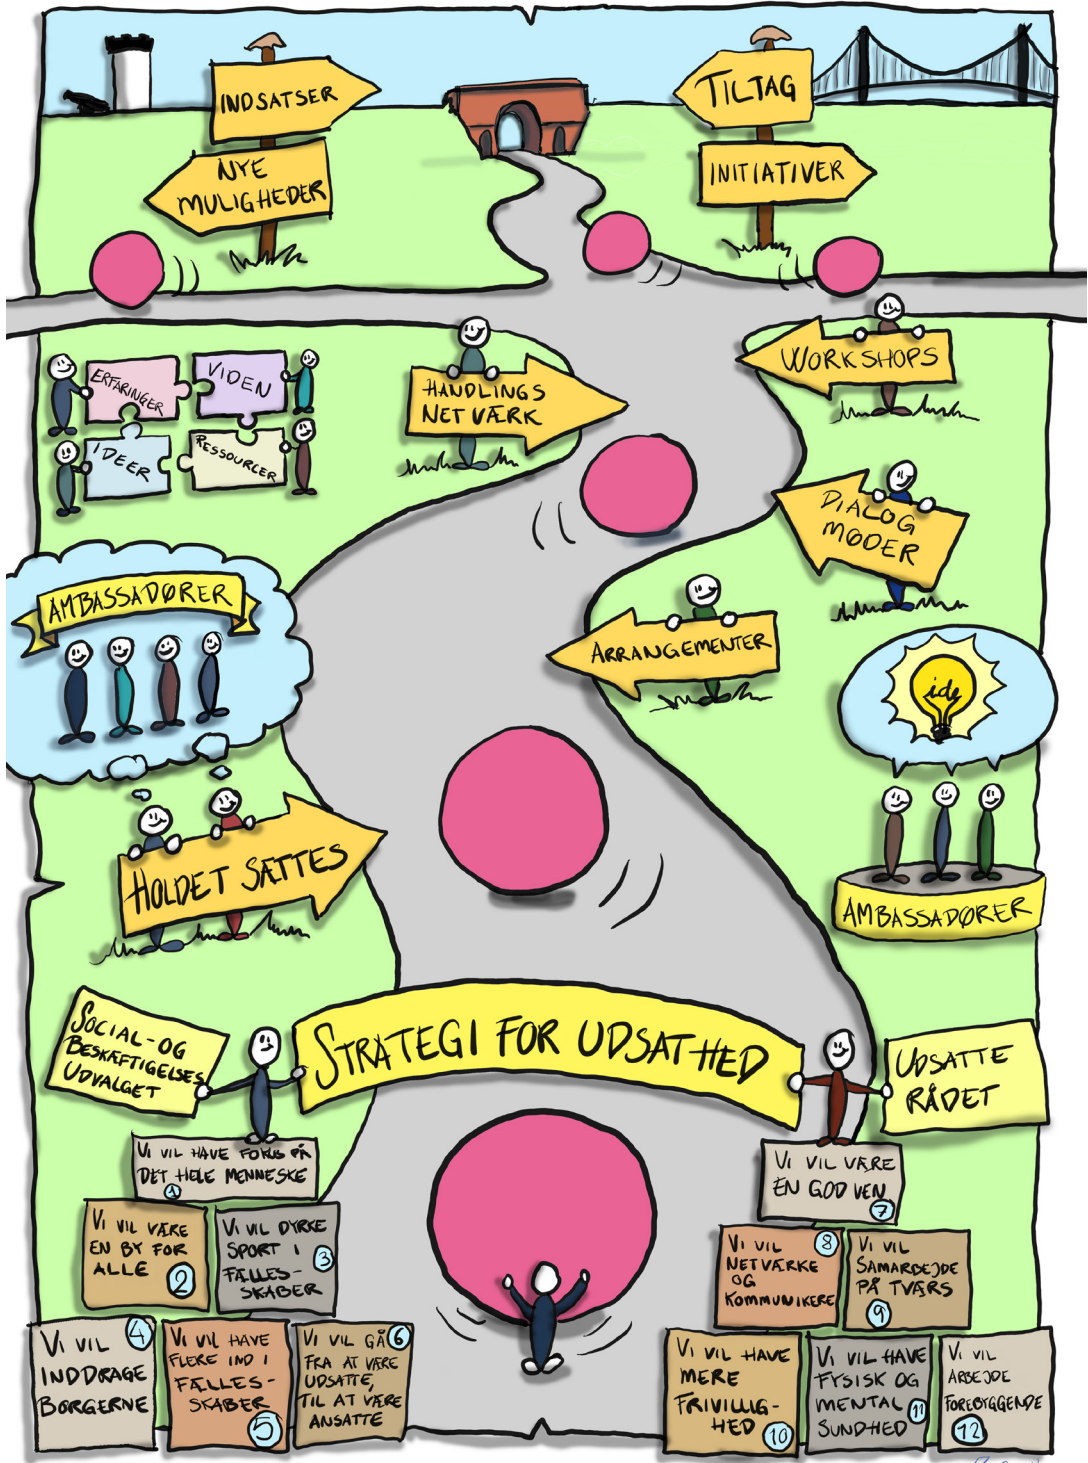 INDSATSER
NYE
MULIGHEDER
TILTAG
INITIATIVER
ERFARINGER
VIDEN
IDEER
RESSOURCER
HANDLINGS
NETVÆRK
WORKSHOPS
DIALOG
MØDER
AMBASSADØRER
ARRANGEMENTER
ide
HOLDET SÆTTES
AMBASSADØRER
SOCIAL- OG
BESKÆFTIGELSES
UDVALGET
STRATEGI FOR UDSATHED
UDSATTE
RÅDET
VI VIL HAVE FOKUS PÅ
DET HELE MENNESKE
1
VI VIL VÆRE
EN BY FOR
ALLE 2
VI VIL DYRKE
SPORT I 3
FÆLLES-
SKABER
VI VIL 4
INDDRAGE
BORGERNE
VI VIL HAVE
FLERE IND I
FÆLLES-
SKABER
5
VI VIL GÅ 6
FRA AT VÆRE
UDSATTE,
TIL AT VÆRE
ANSATTE
VI VIL VÆRE
EN GOD VEN
7
VI VIL 8
NETVÆRKE
OG
KOMMUNIKERE
VI VIL
SAMARBEJDE
PÅ TVÆRS
9
VI VIL HAVE
MERE
FRIVILLIG-
HED 10
VI VIL HAVE
FYSISK OG
MENTAL 11
SUNDHED
VI VIL
ARBEJDE
FOREBYGGENDE
12